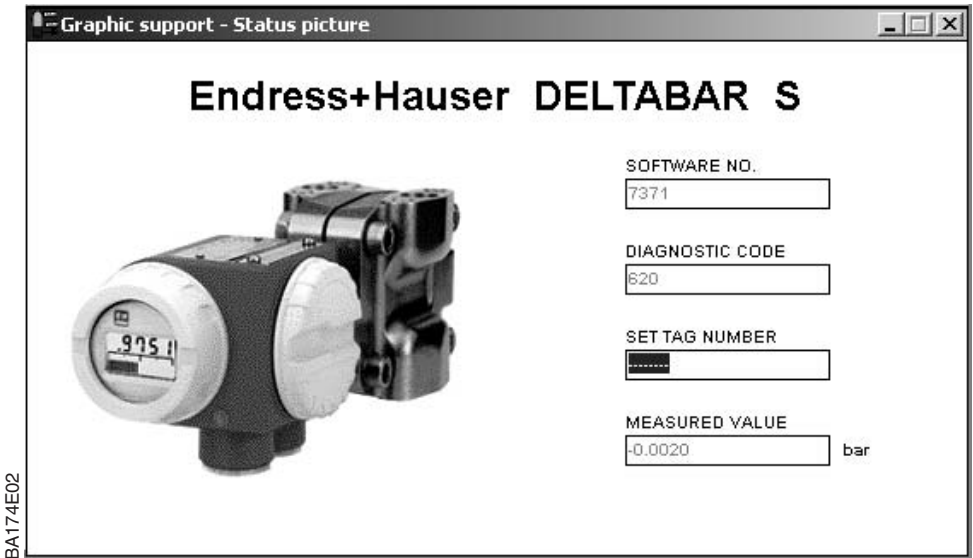 Graphic support - Status picture
Endress+Hauser DELTABAR S
SOFTWARE NO.
7371
DIAGNOSTIC CODE
620
SET TAG NUMBER
--------
MEASURED VALUE
-0.0020 bar
.9751
BA174E02